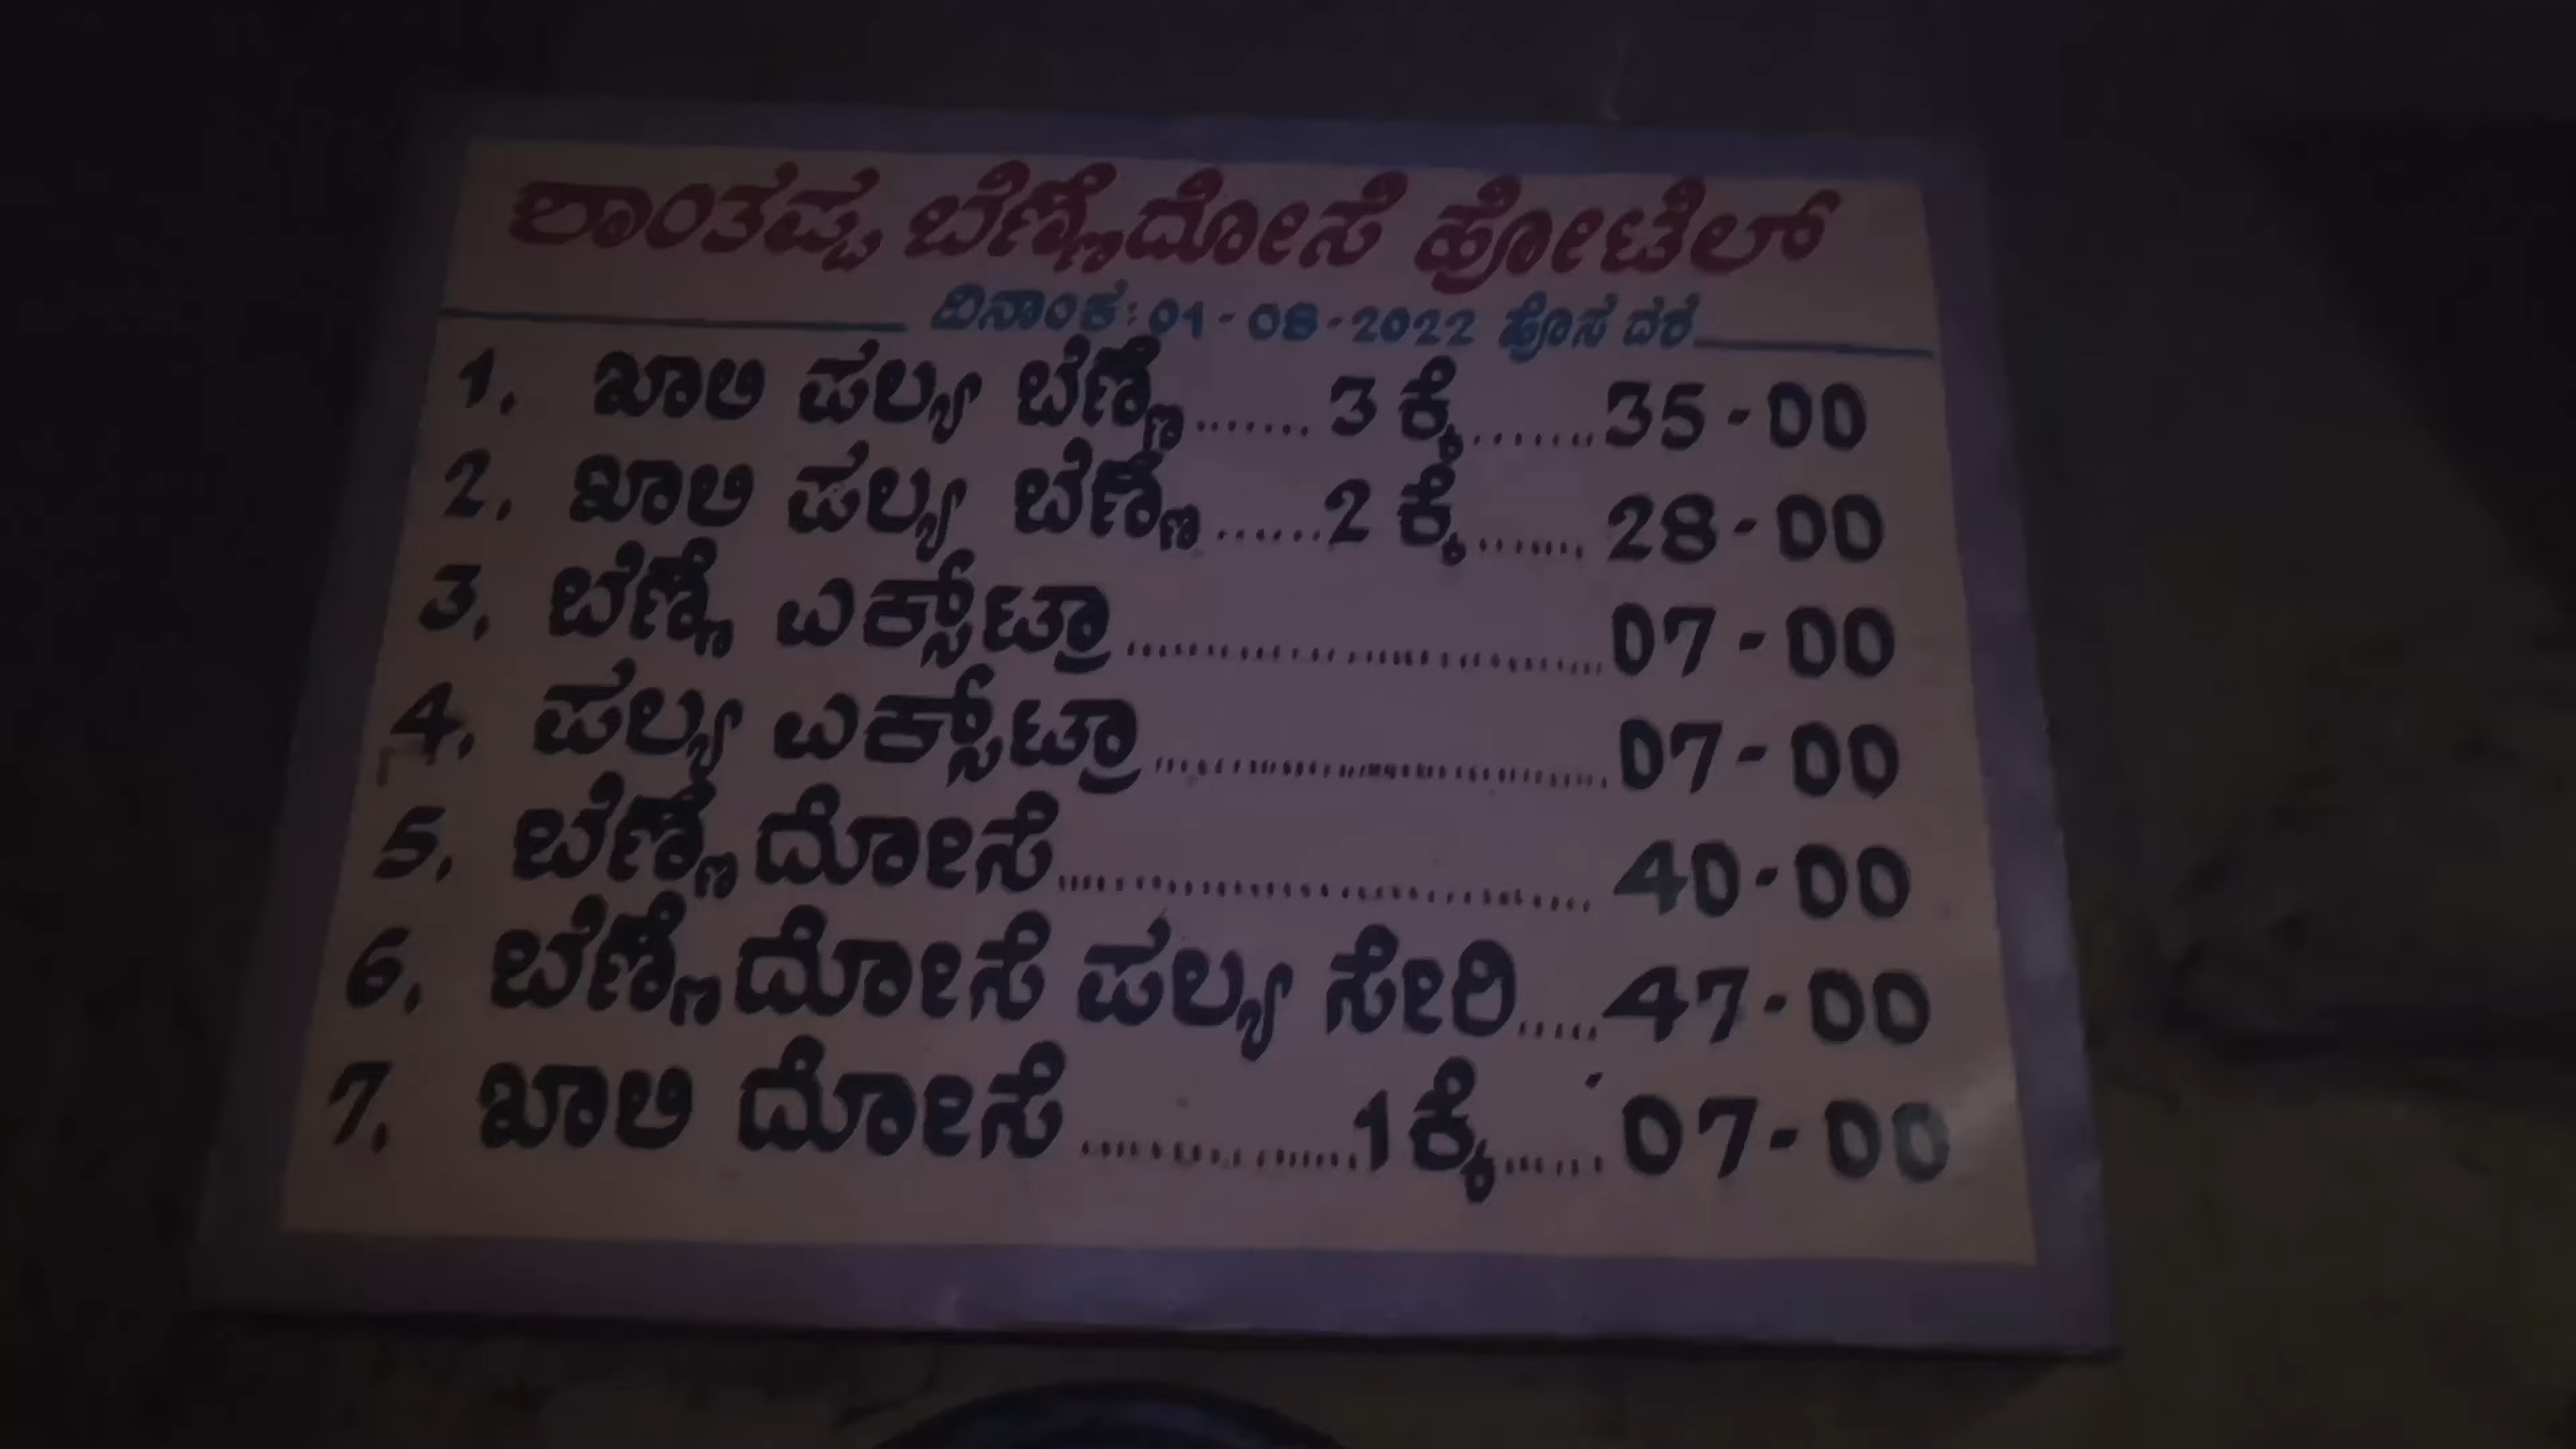 ಶಾಂತಪ್ಪ ಬೆಣ್ಣೆದೋಸೆ ಹೋಟೆಲ್
ದಿನಾಂಕ: 01-08-2022 ಹೊಸ ದರ
1. ಖಾಲಿ ಪಲ್ಯ ಬೆಣ್ಣೆ.......3 ಕ್ಕೆ.......35-00
2. ಖಾಲಿ ಪಲ್ಯ ಬೆಣ್ಣೆ......2 ಕ್ಕೆ....... 28-00
3. ಬೆಣ್ಣೆ ಎಕ್ಸ್‌ಟ್ರಾ..............................07-00
4. ಪಲ್ಯ ಎಕ್ಸ್‌ಟ್ರಾ..............................07-00
5. ಬೆಣ್ಣೆ ದೋಸೆ.............................. 40-00
6. ಬೆಣ್ಣೆದೋಸೆ ಪಲ್ಯ ಸೇರಿ.....47-00
7. ಖಾಲಿ ದೋಸೆ................1ಕ್ಕೆ.......07-00